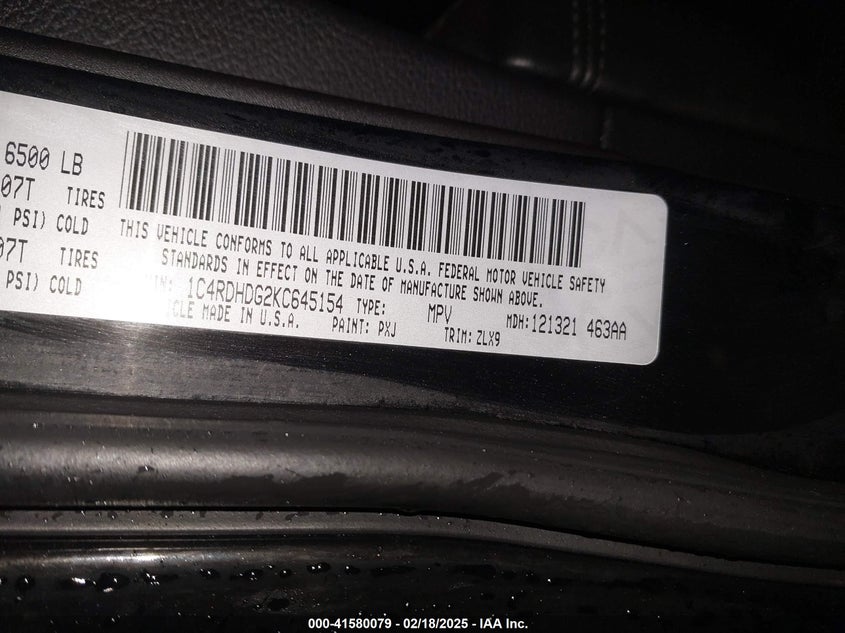 6500 LB
07T TIRES
PSI) COLD
07T TIRES
PSI) COLD
THIS VEHICLE CONFORMS TO ALL APPLICABLE U.S.A. FEDERAL MOTOR VEHICLE SAFETY
STANDARDS IN EFFECT ON THE DATE OF MANUFACTURE SHOWN ABOVE.
1C4RDHDG2KC645154 TYPE: MPV MDH:121321 463AA
MADE IN U.S.A. PAINT: PXJ TRIM: ZLX9
000-41580079 — 02/18/2025 — IAA Inc.